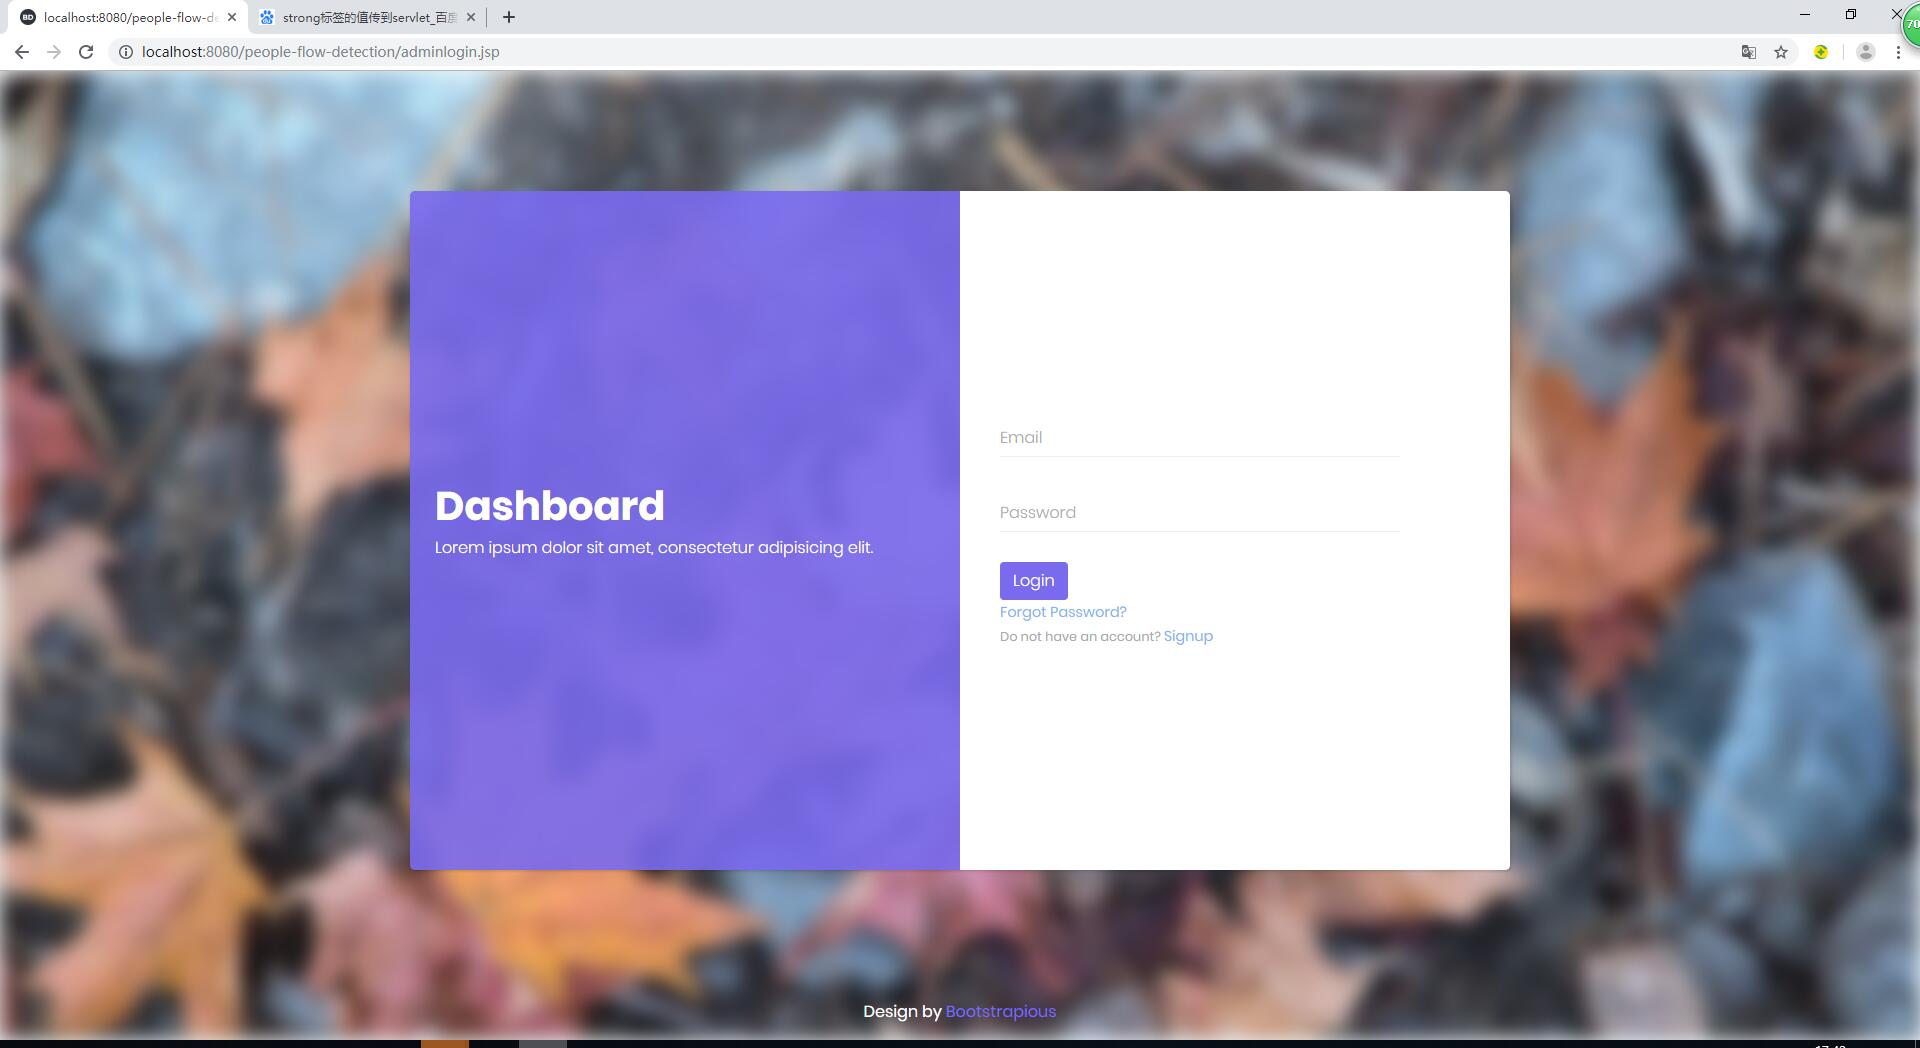 BD localhost:8080/people-flow-de
strong标签的值传到servlet_百度
70
localhost:8080/people-flow-detection/adminlogin.jsp
Dashboard
Lorem ipsum dolor sit amet, consectetur adipisicing elit.
Email
Password
Login
Forgot Password?
Do not have an account? Signup
Design by Bootstrapious